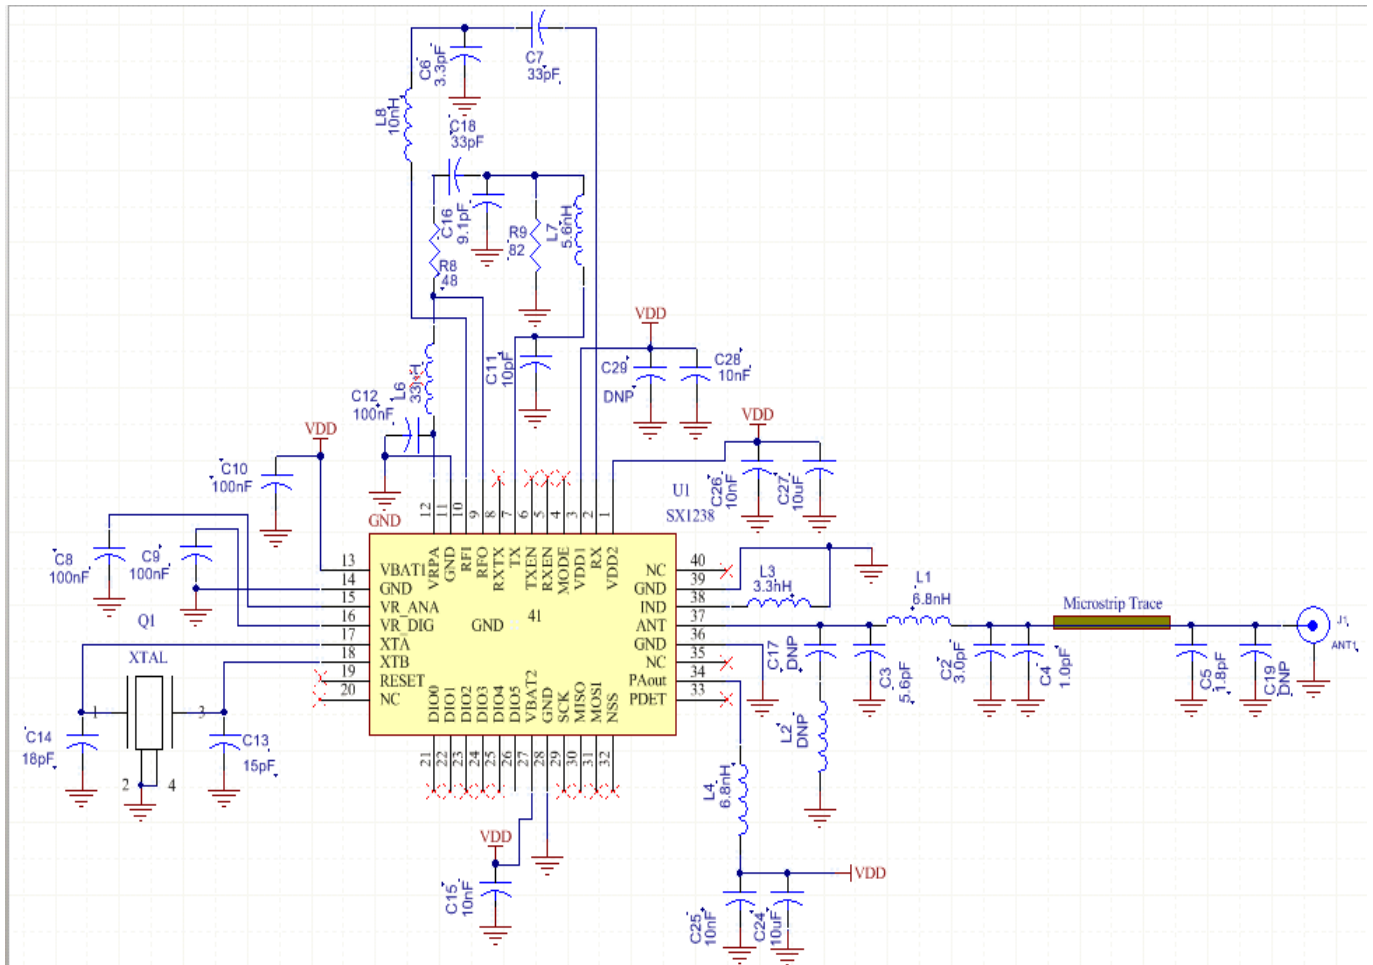 C6
3.3pF
C7
33pF
L8
10nH
C18
33pF
C16
9.1pF
R9
82
L7
5.6nH
R8
48
VDD
C11
10pF
C29
DNP
C28
10nF
C12
100nF
L6
VDD
VDD
C10
100nF
C26
10nF
C27
10uF
U1
SX1238
GND
12
11
10
9
8
7
6
5
4
3
2
1
VRPA
GND
RFI
RFO
RXTX
TX
TXEN
RXEN
MODE
VDD1
RX
VDD2
C8
100nF
C9
100nF
13
14
15
16
17
18
19
20
VBAT1
GND
VR_ANA
VR_DIG
XTA
XTB
RESET
NC
GND
41
NC
GND
IND
ANT
GND
NC
PAout
PDET
40
39
38
37
36
35
34
33
L3
3.3nH
L1
6.8nH
Microstrip Trace
J1
ANT1
C17
DNP
C3
5.6pF
C2
3.0pF
C4
1.0pF
C5
1.8pF
C19
DNP
L2
DNP
Q1
XTAL
1
3
2
4
C14
18pF
C13
15pF
DIO0
DIO1
DIO2
DIO3
DIO4
DIO5
VBAT2
GND
SCK
MISO
MOSI
NSS
21
22
23
24
25
26
27
28
29
30
31
32
L4
6.8nH
VDD
C15
10nF
VDD
C25
10nF
C24
10uF